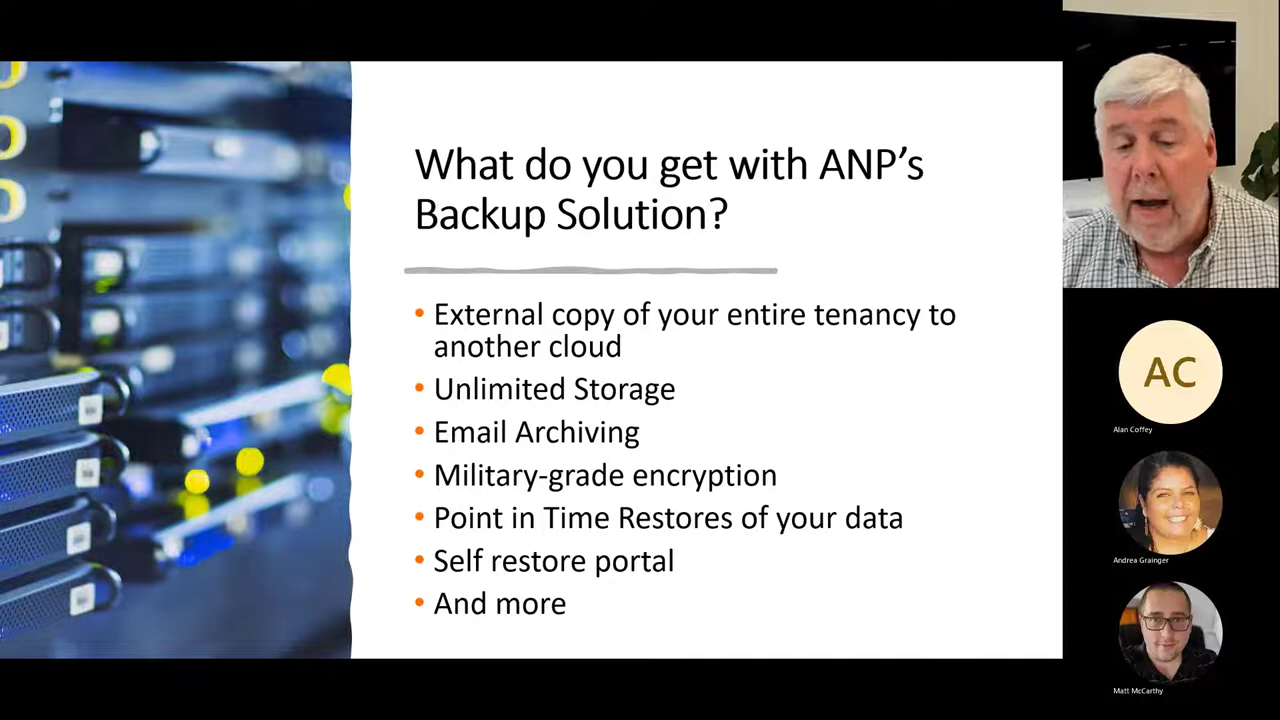 What do you get with ANP’s
Backup Solution?
• External copy of your entire tenancy to
another cloud
• Unlimited Storage
• Email Archiving
• Military-grade encryption
• Point in Time Restores of your data
• Self restore portal
• And more
AC
Alan Coffey
Andrea Grainger
Matt McCarthy